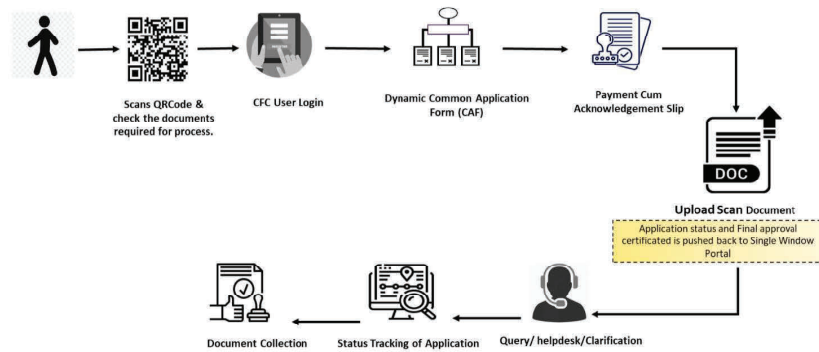 Scans QRCode &
check the documents
required for process.
CFC User Login
Dynamic Common Application
Form (CAF)
Payment Cum
Acknowledgement Slip
DOC
Upload Scan Document
Application status and Final approval
certificated is pushed back to Single Window
Portal
Query/ helpdesk/Clarification
Status Tracking of Application
Document Collection